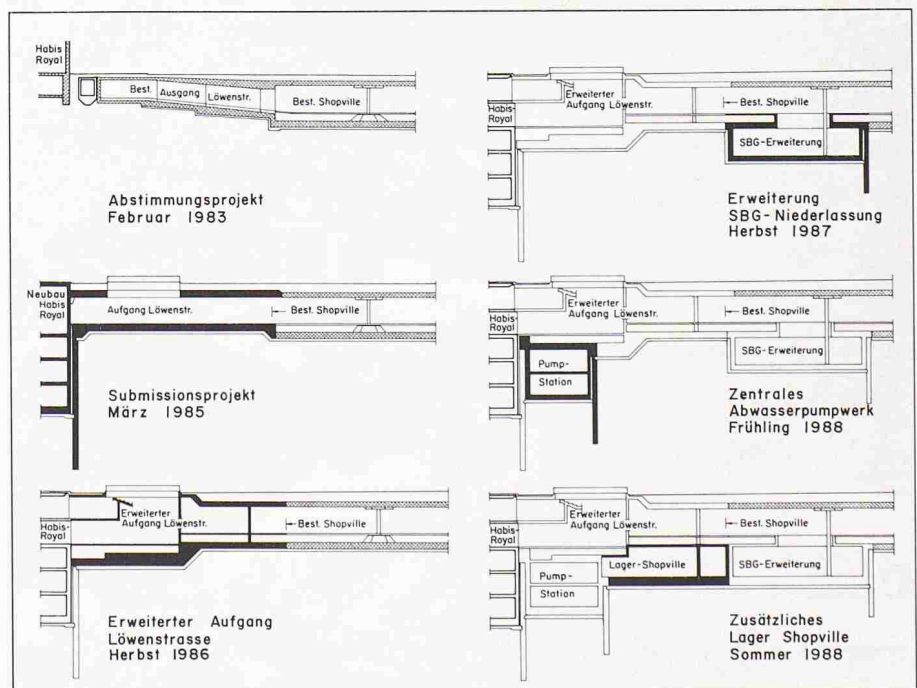 Habis
Royal
Best. Ausgang Löwenstr. Best. Shopville
Abstimmungsprojekt
Februar 1983
Neubau
Habis
Royal
Aufgang Löwenstr. Best. Shopville
Submissionsprojekt
März 1985
Habis-
Royal
Erweiterter
Aufgang Löwenstr. Best. Shopville
Erweiterter Aufgang
Löwenstrasse
Herbst 1986
Habis-
Royal
Erweiterter
Aufgang Löwenstr. Best. Shopville
SBG-Erweiterung
Erweiterung
SBG-Niederlassung
Herbst 1987
Habis-
Royal
Erweiterter
Aufgang Löwenstr. Best. Shopville
SBG-Erweiterung
Pump-
Station
Zentrales
Abwasserpumpwerk
Frühling 1988
Habis-
Royal
Erweiterter
Aufgang Löwenstr. Best. Shopville
Lager-Shopville SBG-Erweiterung
Pump-
Station
Zusätzliches
Lager Shopville
Sommer 1988